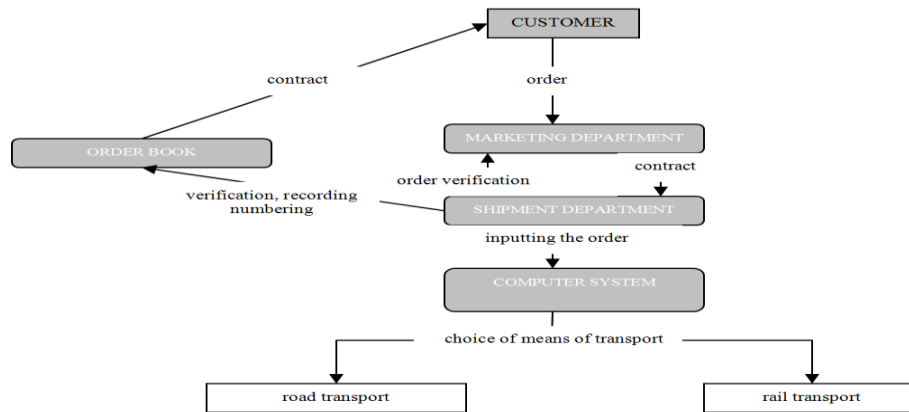 CUSTOMER
contract
order
MARKETING DEPARTMENT
ORDER BOOK
contract
order verification
verification, recording
numbering
SHIPMENT DEPARTMENT
inputting the order
COMPUTER SYSTEM
choice of means of transport
road transport
rail transport